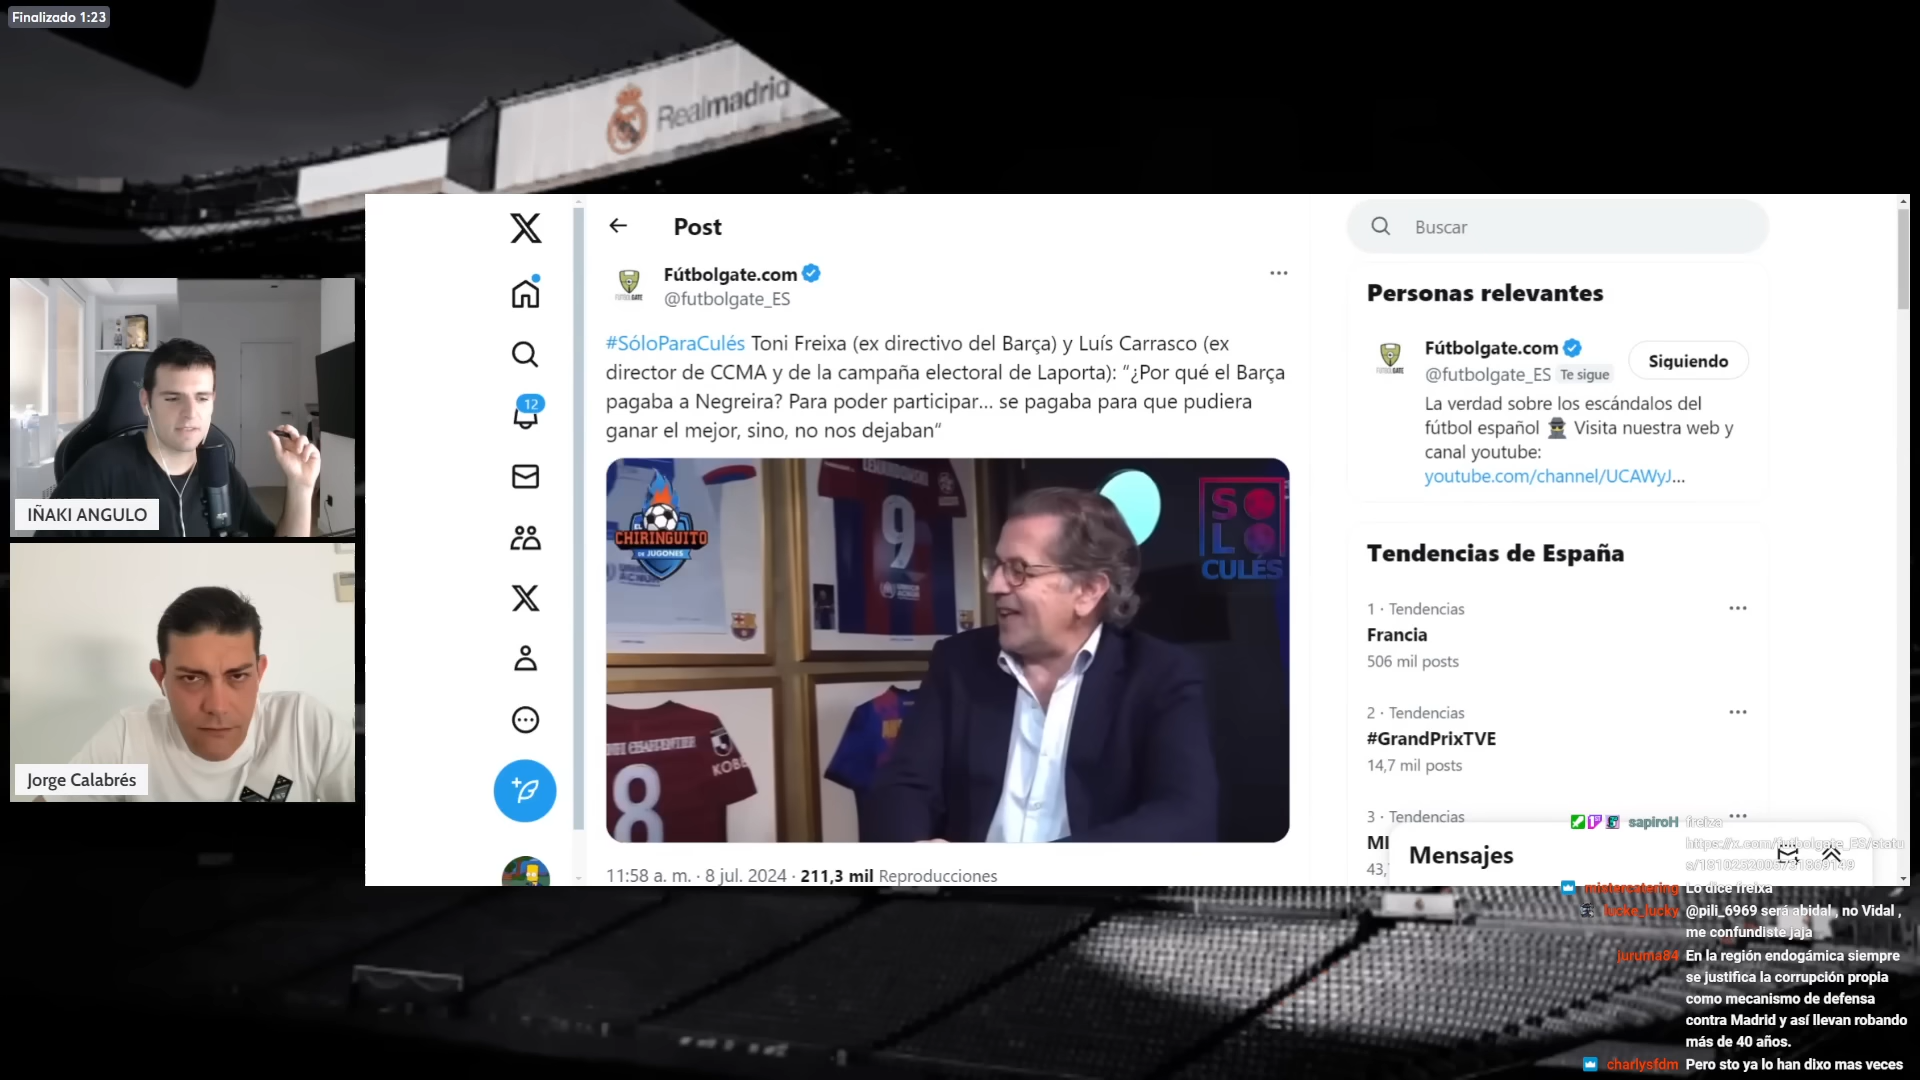 Finalizado 1:23
Realmadrid
Post
Buscar
Fútbolgate.com
@futbolgate_ES
#SóloParaCulés Toni Freixa (ex directivo del Barça) y Luís Carrasco (ex
director de CCMA y de la campaña electoral de Laporta): “¿Por qué el Barça
pagaba a Negreira? Para poder participar... se pagaba para que pudiera
ganar el mejor, sino, no nos dejaban“
12
EL
CHIRINGUITO
DE JUGONES
9
SOLO
CULÉS
8
KOBE
11:58 a. m. · 8 jul. 2024 · 211,3 mil Reproducciones
Personas relevantes
Fútbolgate.com
@futbolgate_ES Te sigue
Siguiendo
La verdad sobre los escándalos del
fútbol español Visita nuestra web y
canal youtube:
youtube.com/channel/UCAWyJ...
Tendencias de España
1 · Tendencias
Francia
506 mil posts
2 · Tendencias
#GrandPrixTVE
14,7 mil posts
3 · Tendencias
43,
Mensajes
IÑAKI ANGULO
Jorge Calabrés
sapiroH freiza
mistercatering Lo dice freixa
lucke_lucky @pili_6969 será abidal , no Vidal ,
me confundiste jaja
juruma84 En la región endogámica siempre
se justifica la corrupción propia
como mecanismo de defensa
contra Madrid y así llevan robando
más de 40 años.
charlysfdm Pero sto ya lo han dixo mas veces